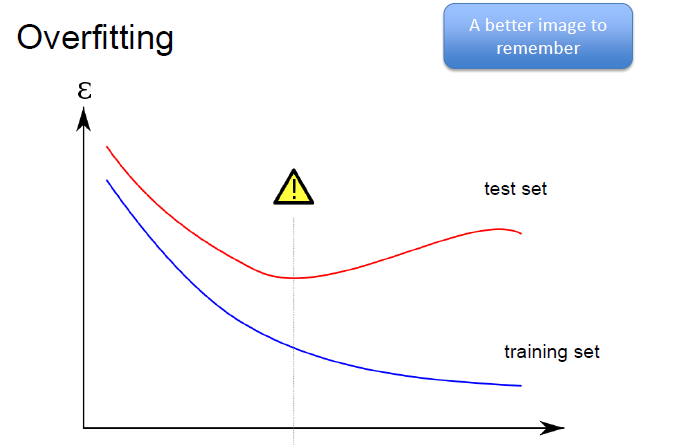 Overfitting
A better image to
remember
ε
!
test set
training set